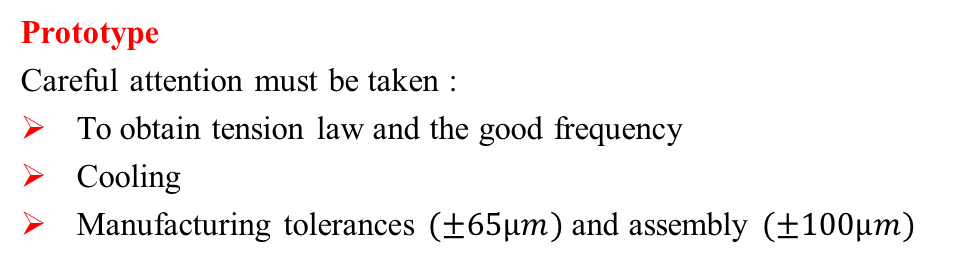 Prototype
Careful attention must be taken :
➢ To obtain tension law and the good frequency
➢ Cooling
➢ Manufacturing tolerances (±65μm) and assembly (±100μm)